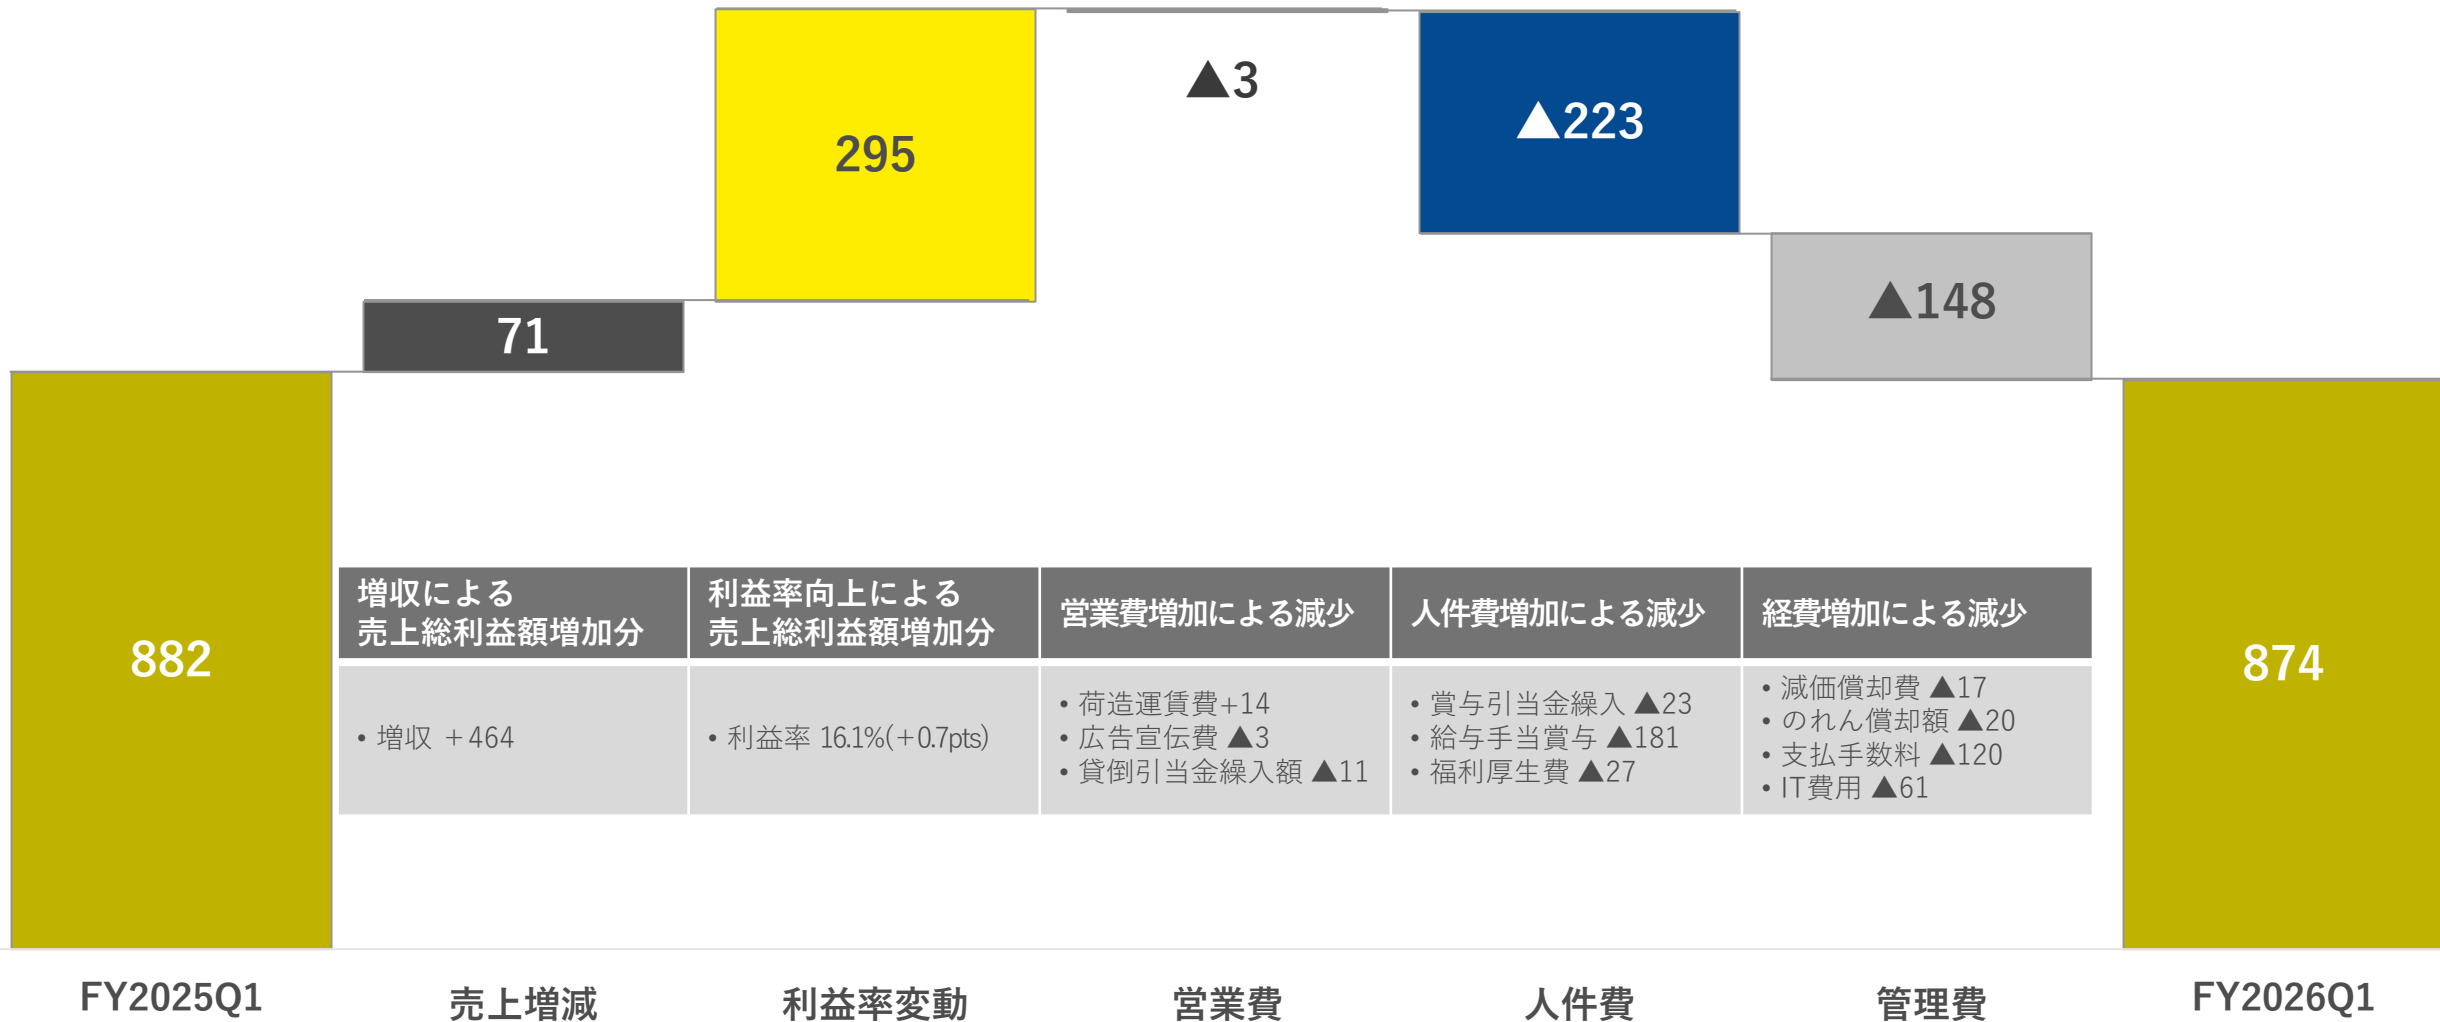 ▲3
295
▲223
71
▲148
882
874
増収による
売上総利益額増加分
利益率向上による
売上総利益額増加分
営業費増加による減少
人件費増加による減少
経費増加による減少
• 増収 ＋464
• 利益率 16.1%(＋0.7pts)
• 荷造運賃費+14
• 広告宣伝費 ▲3
• 貸倒引当金繰入額 ▲11
• 賞与引当金繰入 ▲23
• 給与手当賞与 ▲181
• 福利厚生費 ▲27
• 減価償却費 ▲17
• のれん償却額 ▲20
• 支払手数料 ▲120
• IT費用 ▲61
FY2025Q1
売上増減
利益率変動
営業費
人件費
管理費
FY2026Q1